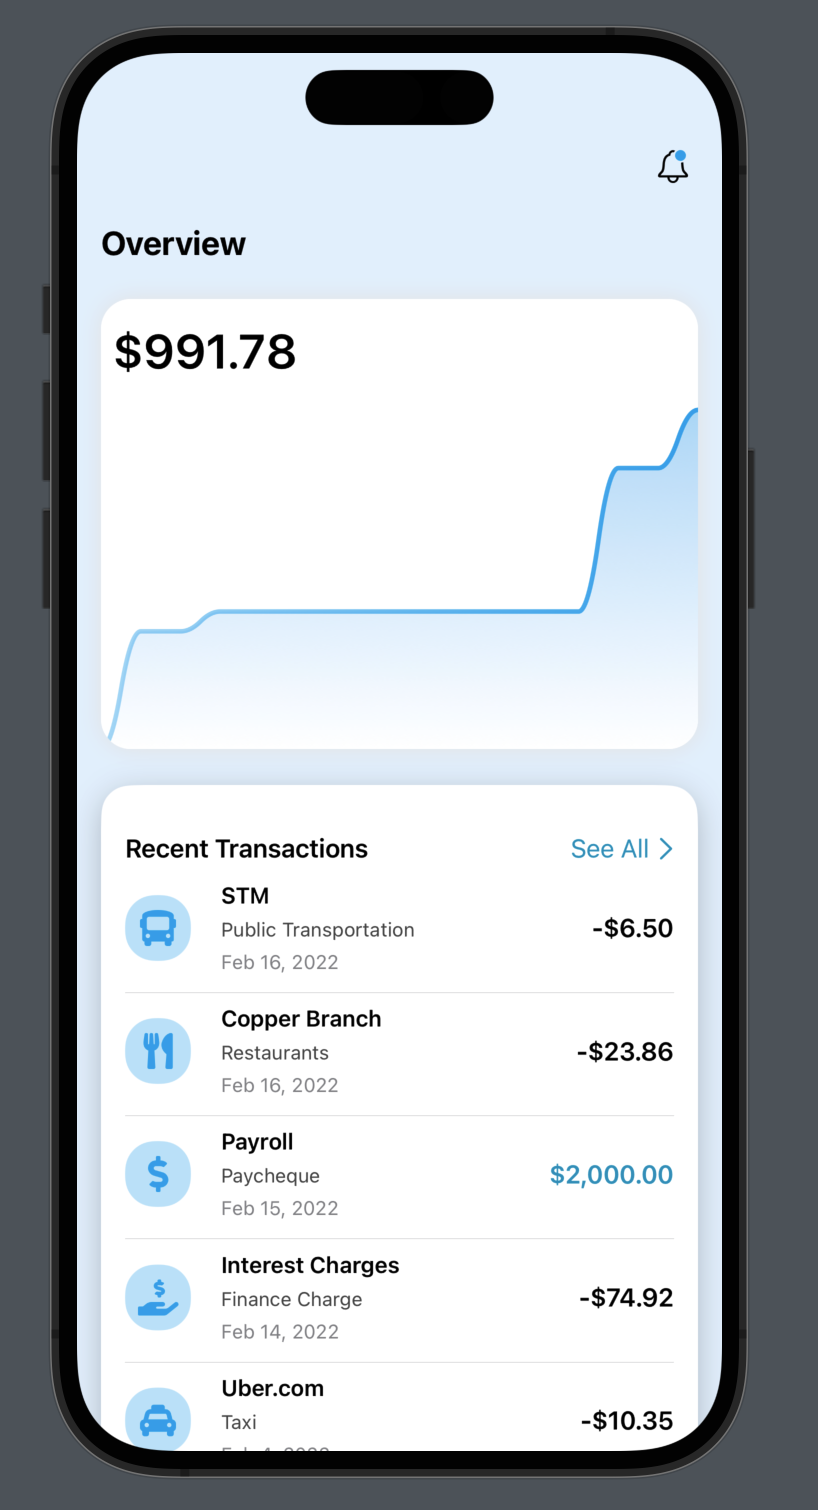 Overview
$991.78
Recent Transactions See All
STM
Public Transportation -$6.50
Feb 16, 2022
Copper Branch
Restaurants -$23.86
Feb 16, 2022
Payroll
Paycheque $2,000.00
Feb 15, 2022
Interest Charges
Finance Charge -$74.92
Feb 14, 2022
Uber.com
Taxi -$10.35